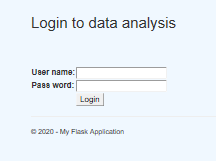 Login to data analysis
User name:
Pass word:
Login
© 2020 - My Flask Application